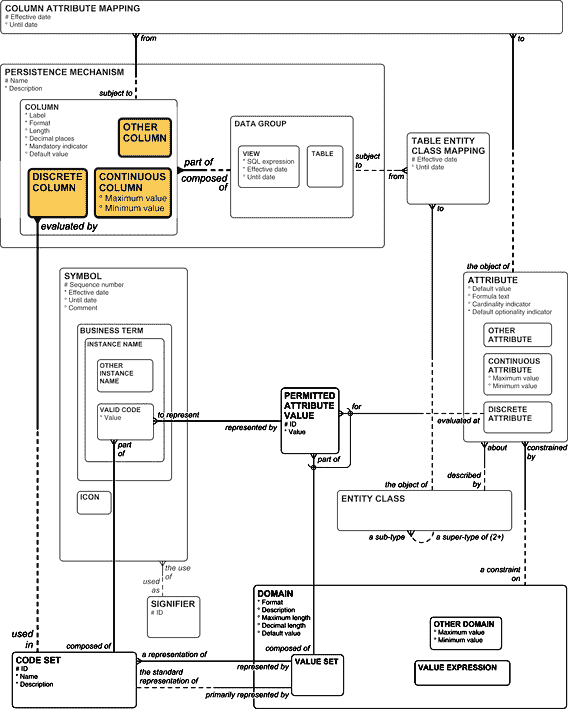 COLUMN ATTRIBUTE MAPPING
# Effective date
° Until date
from
to
PERSISTENCE MECHANISM
# Name
* Description
subject to
COLUMN
* Label
* Format
* Length
* Decimal places
* Mandatory indicator
° Default value
OTHER
COLUMN
DISCRETE
COLUMN
CONTINUOUS
COLUMN
° Maximum value
° Minimum value
evaluated by
part of
composed
of
DATA GROUP
VIEW
* SQL expression
* Effective date
° Until date
TABLE
subject
to
from
TABLE ENTITY
CLASS MAPPING
# Effective date
° Until date
to
the object of
ATTRIBUTE
° Default value
° Formula text
° Cardinality indicator
* Default optionality indicator
OTHER
ATTRIBUTE
CONTINUOUS
ATTRIBUTE
° Maximum value
° Minimum value
DISCRETE
ATTRIBUTE
evaluated at
about
constrained
by
SYMBOL
# Sequence number
* Effective date
° Until date
° Comment
BUSINESS TERM
INSTANCE NAME
OTHER
INSTANCE
NAME
VALID CODE
* Value
part
of
ICON
to represent
represented by
PERMITTED
ATTRIBUTE
VALUE
# ID
* Value
for
part of
described
by
the object of
ENTITY CLASS
a sub-type
a super-type of (2+)
the use
of
used
as
SIGNIFIER
# ID
a constraint
on
DOMAIN
* Format
* Description
* Maximum length
° Decimal length
° Default value
OTHER DOMAIN
° Maximum value
° Minimum value
VALUE EXPRESSION
composed of
VALUE SET
used
in
composed of
CODE SET
# ID
* Name
* Description
a representation of
represented by
the standard
representation of
primarily represented by